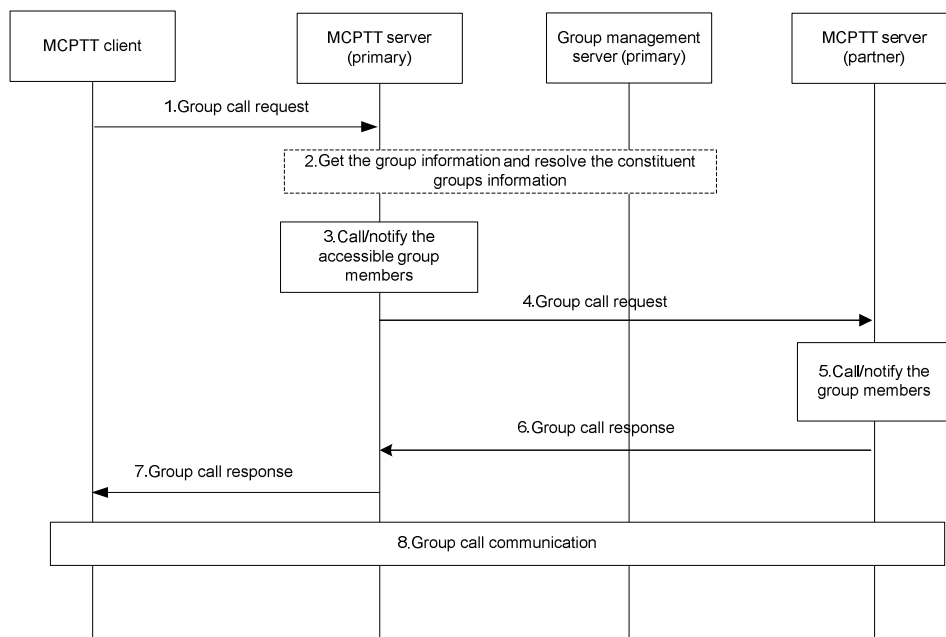 MCPTT client
MCPTT server
(primary)
Group management
server (primary)
MCPTT server
(partner)
1.Group call request
2.Get the group information and resolve the constituent
groups information
3.Call/notify the
accessible group
members
4.Group call request
5.Call/notify the
group members
6.Group call response
7.Group call response
8.Group call communication